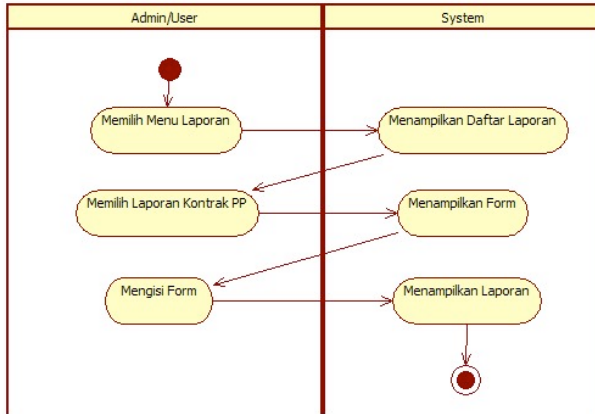 Admin/User
System
Memilih Menu Laporan
Menampilkan Daftar Laporan
Memilih Laporan Kontrak PP
Menampilkan Form
Mengisi Form
Menampilkan Laporan